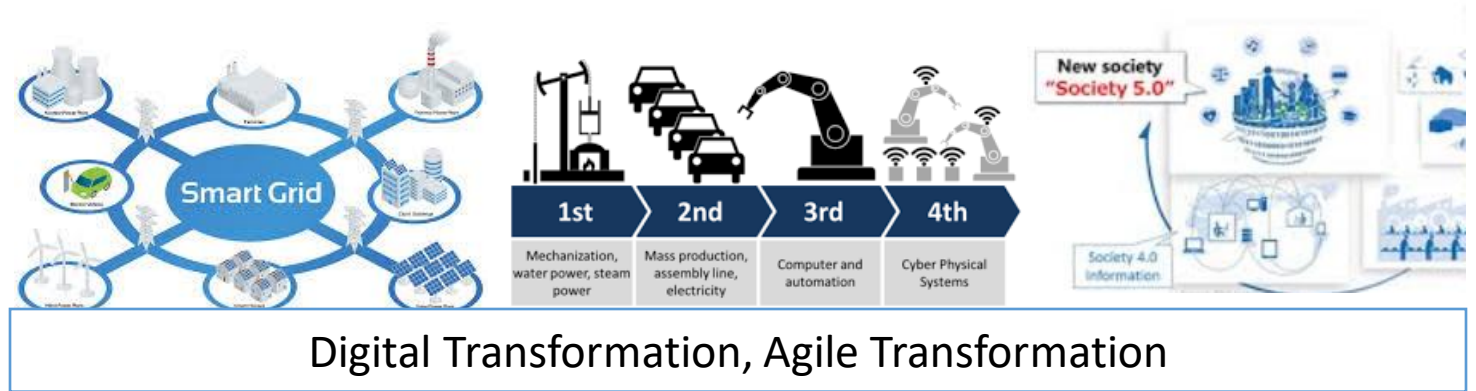 Smart Grid
1st
2nd
3rd
4th
Mechanization,
water power, steam
power
Mass production,
assembly line,
electricity
Computer and
automation
Cyber Physical
Systems
New society
"Society 5.0"
Society 4.0
Information
Digital Transformation, Agile Transformation